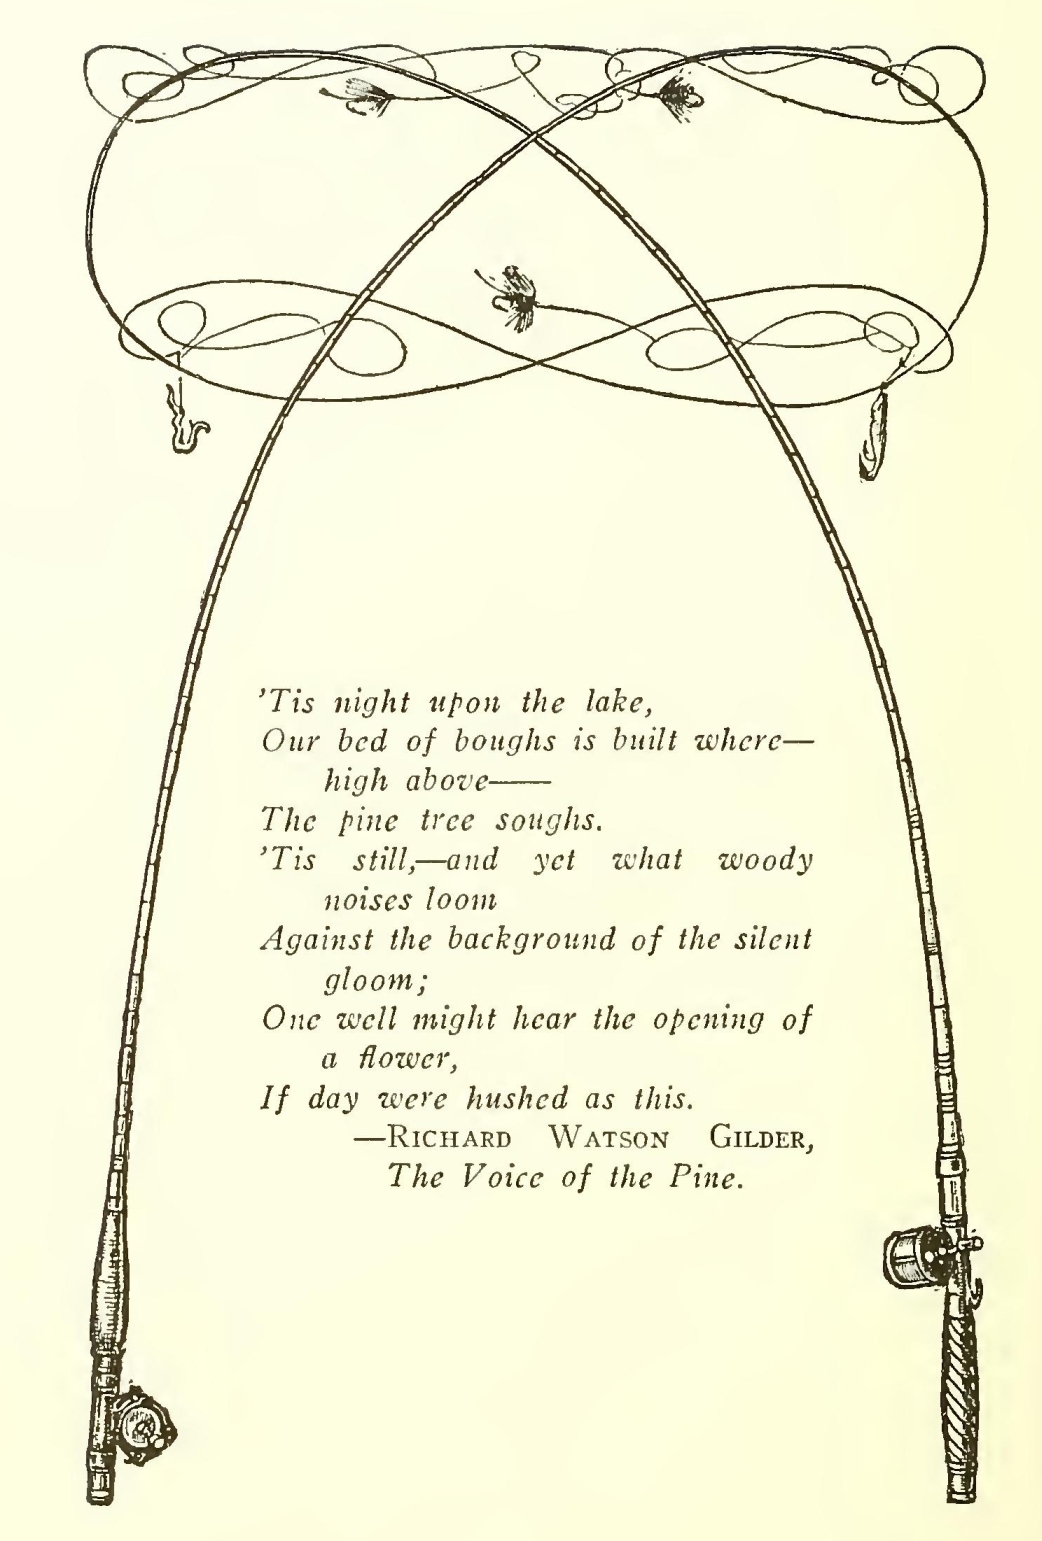 ’Tis night upon the lake,
Our bed of boughs is built where—
high above——
The pine tree soughs.
’Tis still,—and yet what woody
noises loom
Against the background of the silent
gloom;
One well might hear the opening of
a flower,
If day were hushed as this.
—RICHARD WATSON GILDER,
The Voice of the Pine.